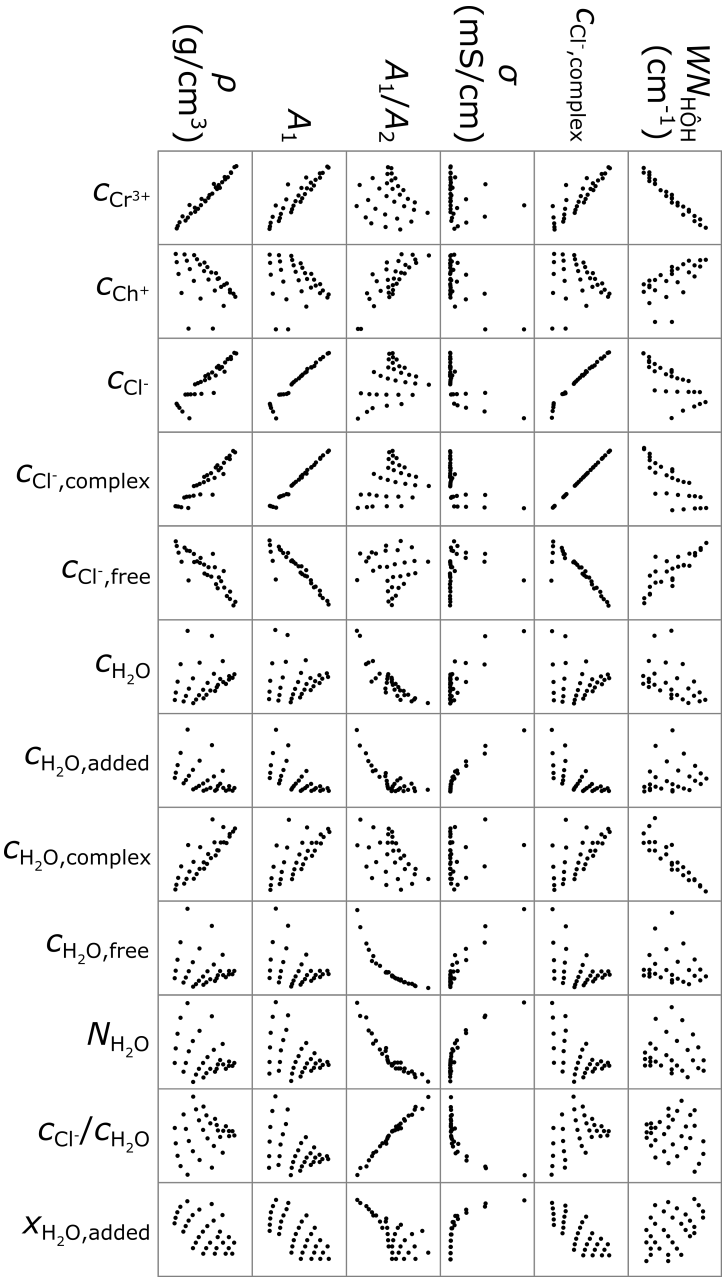 ρ
(g/cm³)
A₁
A₁/A₂
σ
(mS/cm)
c_Cl⁻,complex
WN_HÔH
(cm⁻¹)
c_Cr³⁺
c_Ch⁺
c_Cl⁻
c_Cl⁻,complex
c_Cl⁻,free
c_H₂O
c_H₂O,added
c_H₂O,complex
c_H₂O,free
N_H₂O
c_Cl⁻/c_H₂O
x_H₂O,added